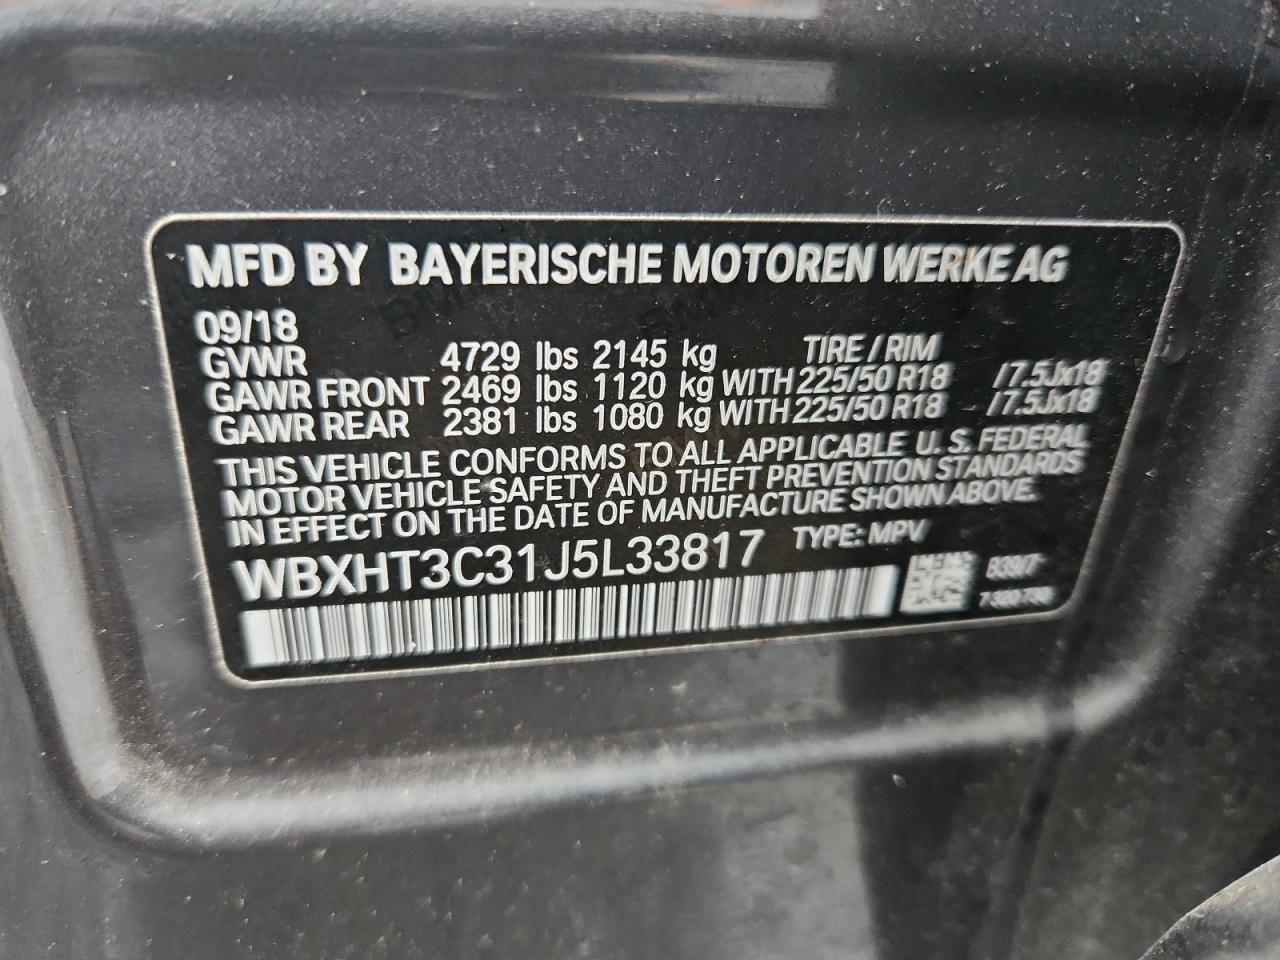 MFD BY BAYERISCHE MOTOREN WERKE AG
09/18
GVWR 4729 lbs 2145 kg TIRE / RIM
GAWR FRONT 2469 lbs 1120 kg WITH 225/50 R18 / 7.5Jx18
GAWR REAR 2381 lbs 1080 kg WITH 225/50 R18 / 7.5Jx18
THIS VEHICLE CONFORMS TO ALL APPLICABLE U. S. FEDERAL
MOTOR VEHICLE SAFETY AND THEFT PREVENTION STANDARDS
IN EFFECT ON THE DATE OF MANUFACTURE SHOWN ABOVE.
WBXHT3C31J5L33817 TYPE: MPV